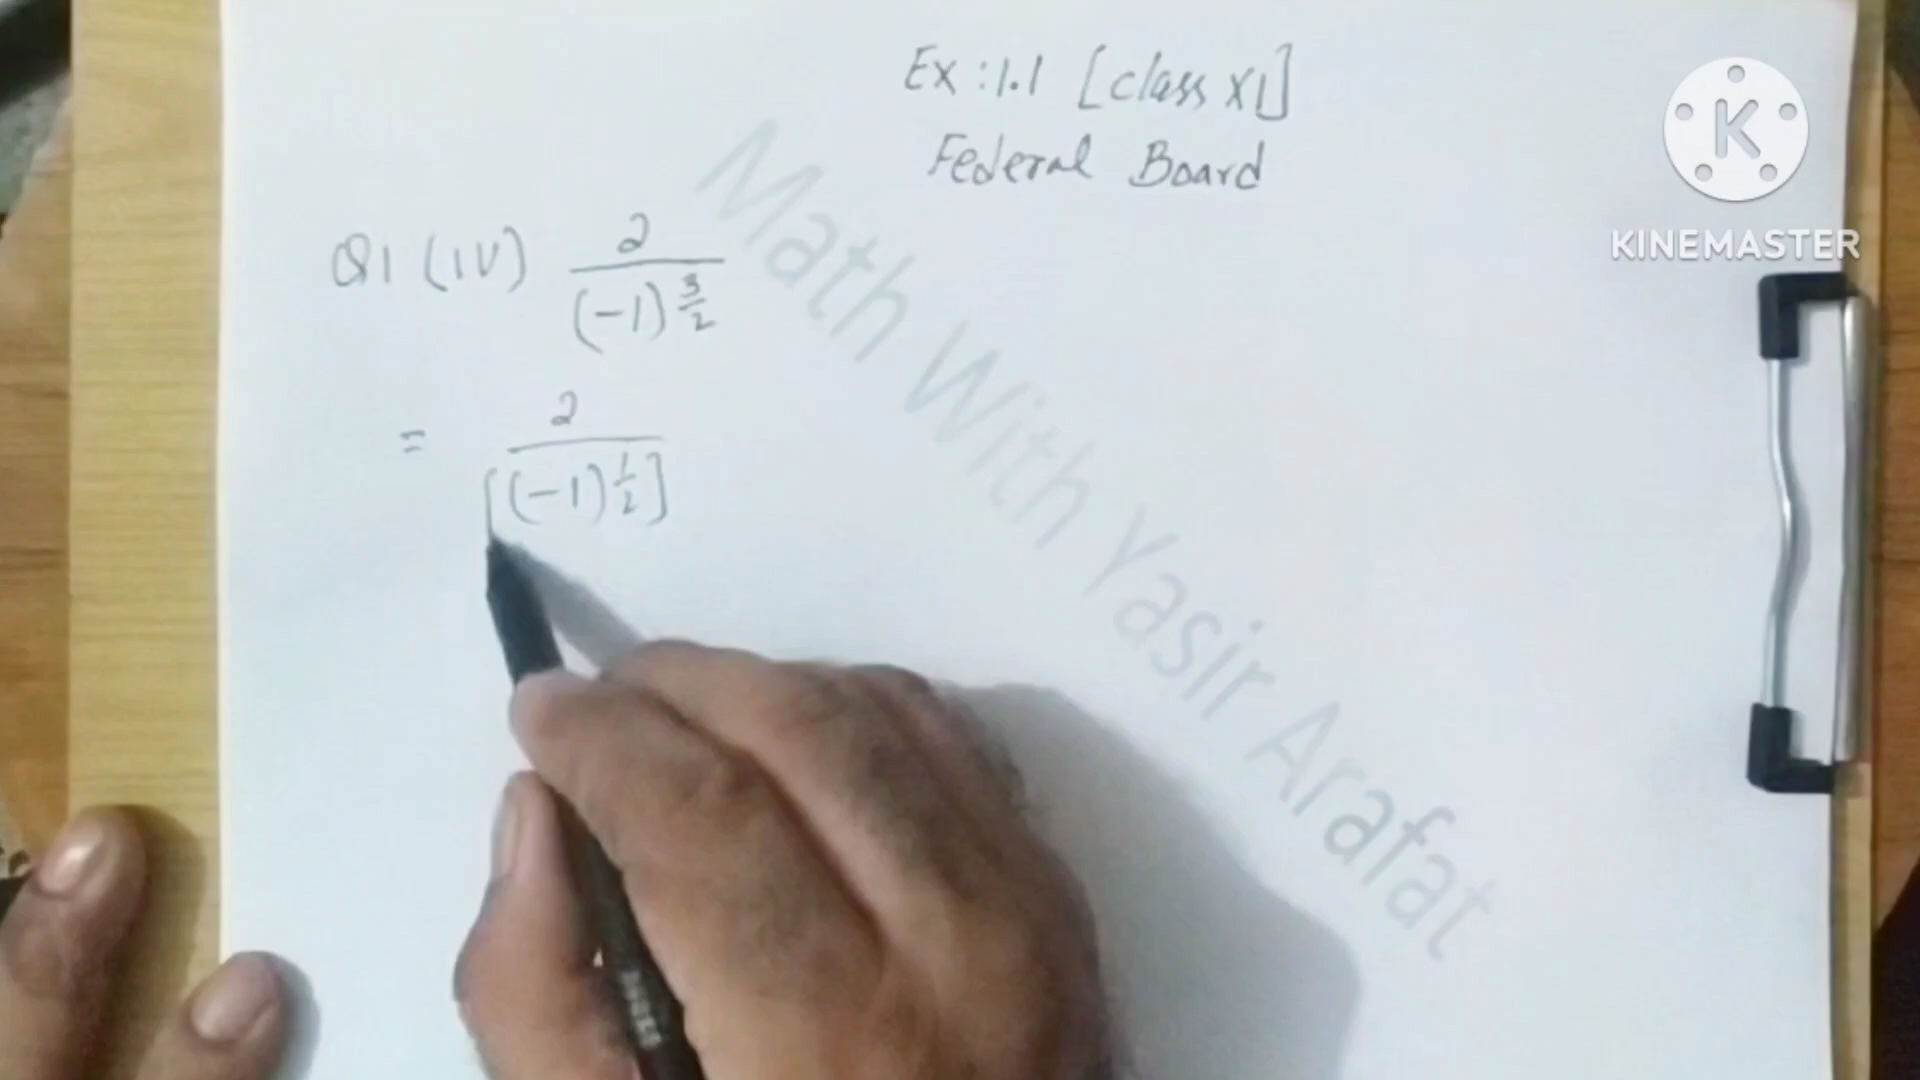 Ex : 1.1 [class XI]
Federal Board
Q1 (IV) 2/(-1)^3/2
= 2/[(-1)^1/2]
Math With Yasir Arafat
K
KINEMASTER